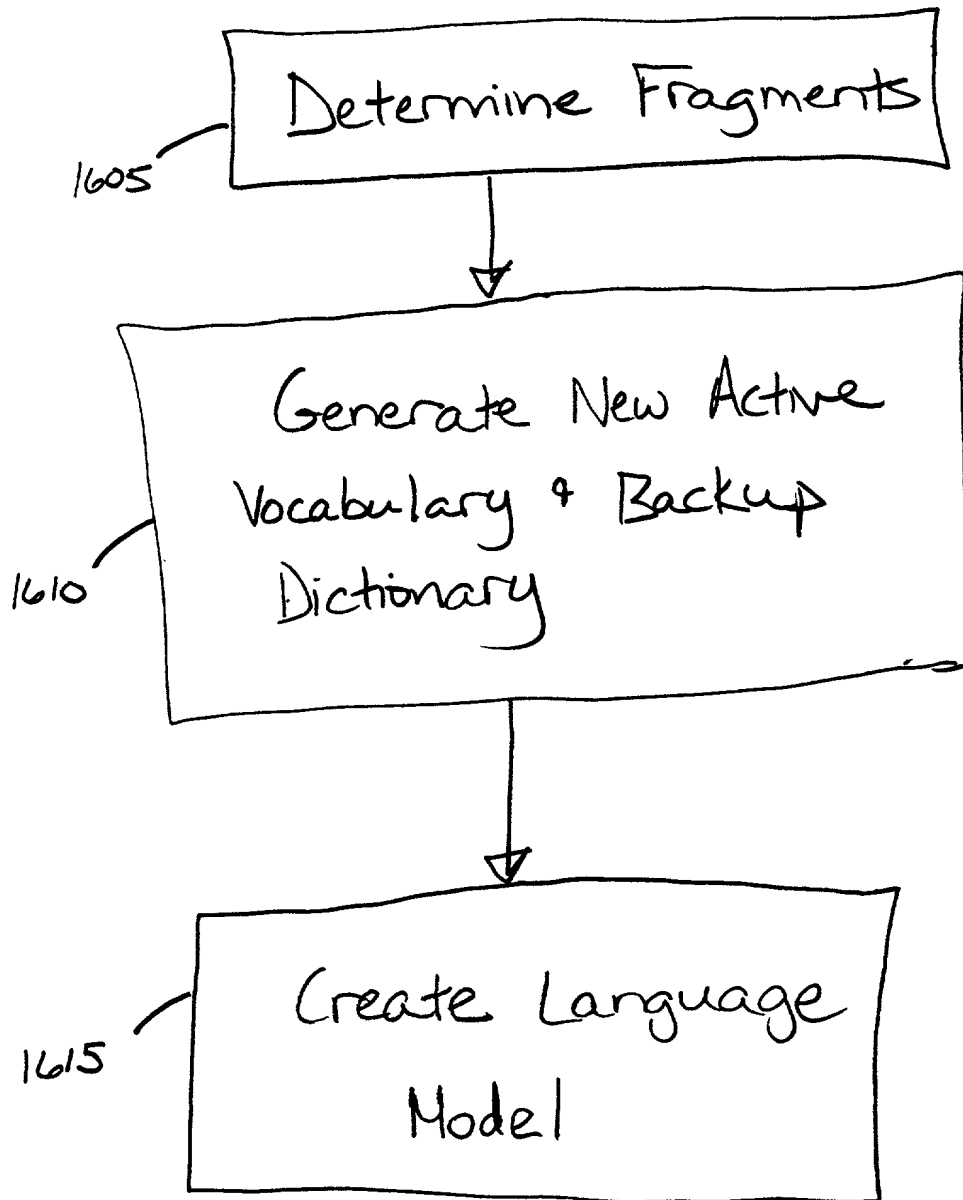 Determine Fragments
1605
Generate New Active
Vocabulary & Backup
Dictionary
1610
Create Language
Model
1615